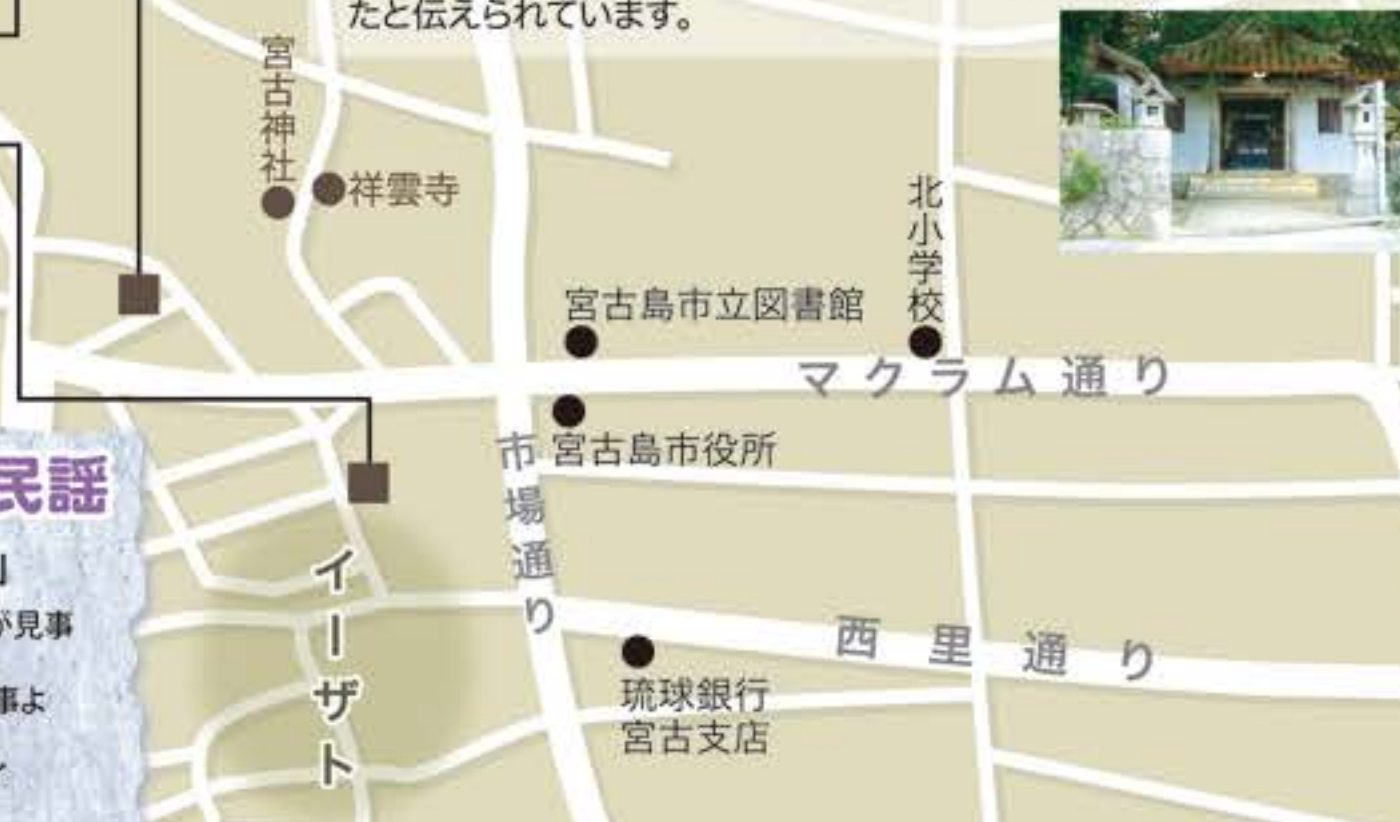 たと伝えられています。
宮古神社
祥雲寺
北小学校
宮古島市立図書館
マクラム通り
宮古島市役所
市場通り
民謡
が見事
事よ
イーザト
西里通り
琉球銀行
宮古支店